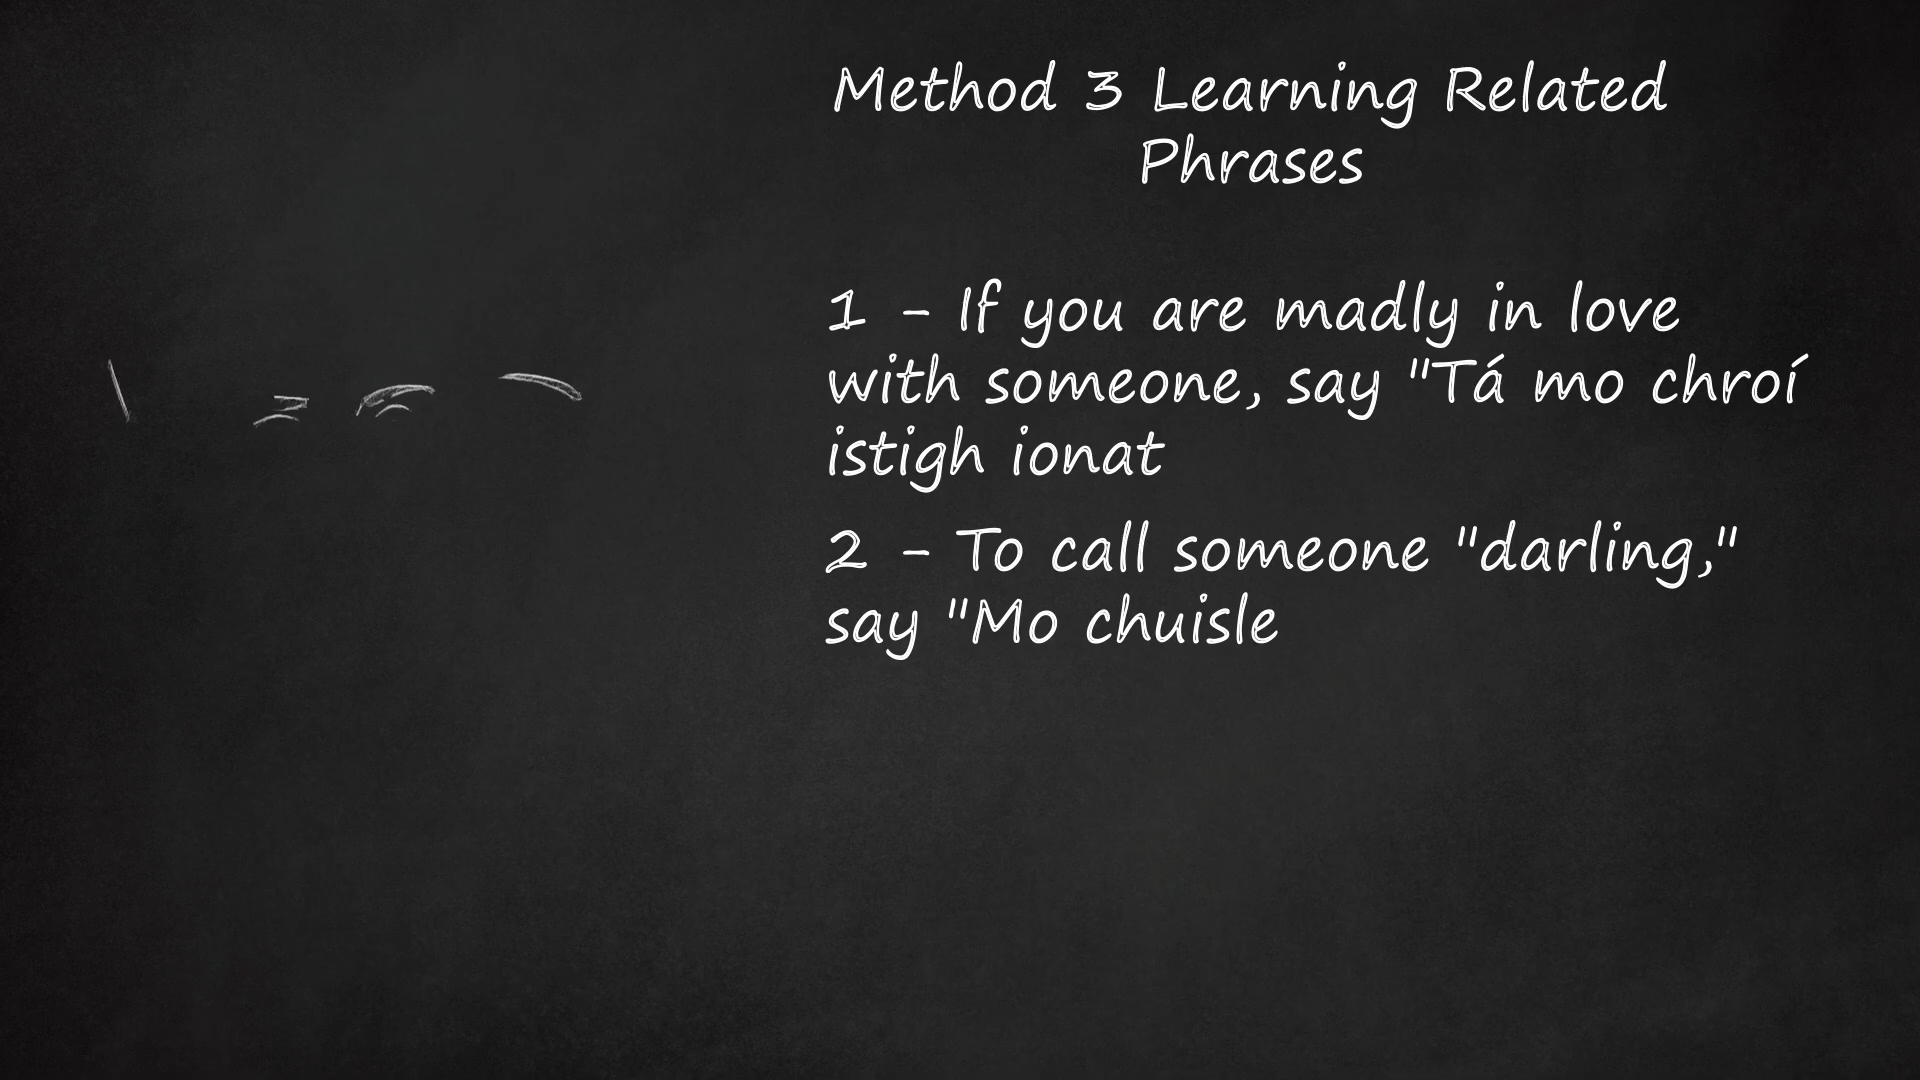 Method 3 Learning Related
Phrases
1 - If you are madly in love
with someone, say "Tá mo chroí
istigh ionat
2 - To call someone "darling,"
say "Mo chuisle